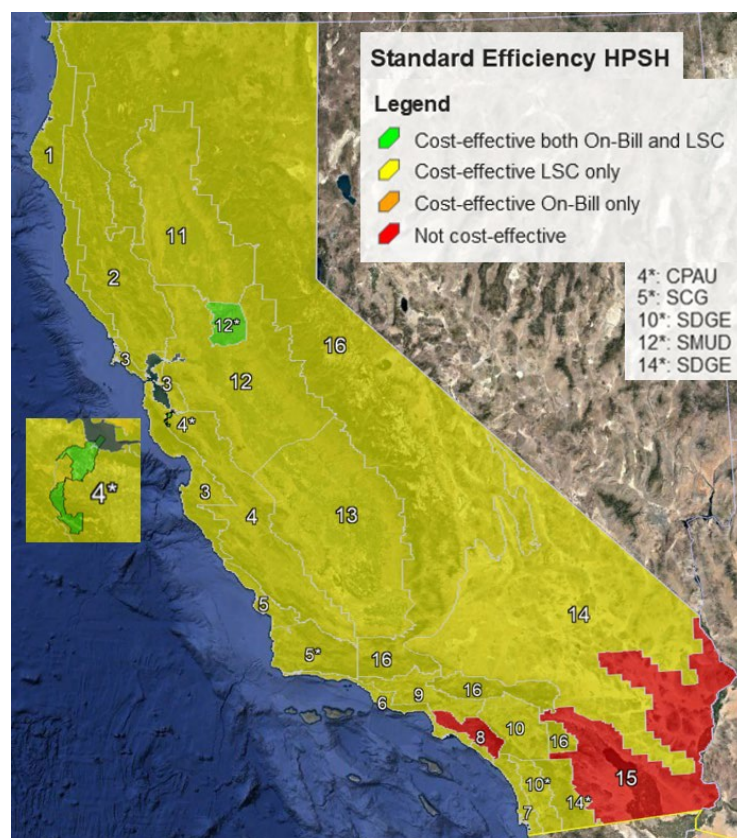 Standard Efficiency HPSH
Legend
Cost-effective both On-Bill and LSC
Cost-effective LSC only
Cost-effective On-Bill only
Not cost-effective
4*: CPAU
5*: SCG
10*: SDGE
12*: SMUD
14*: SDGE
1
11
2
12*
16
3
3
12
4*
4*
3
4
13
5
14
5*
16
6
9
16
8
10
16
15
10*
14*
7